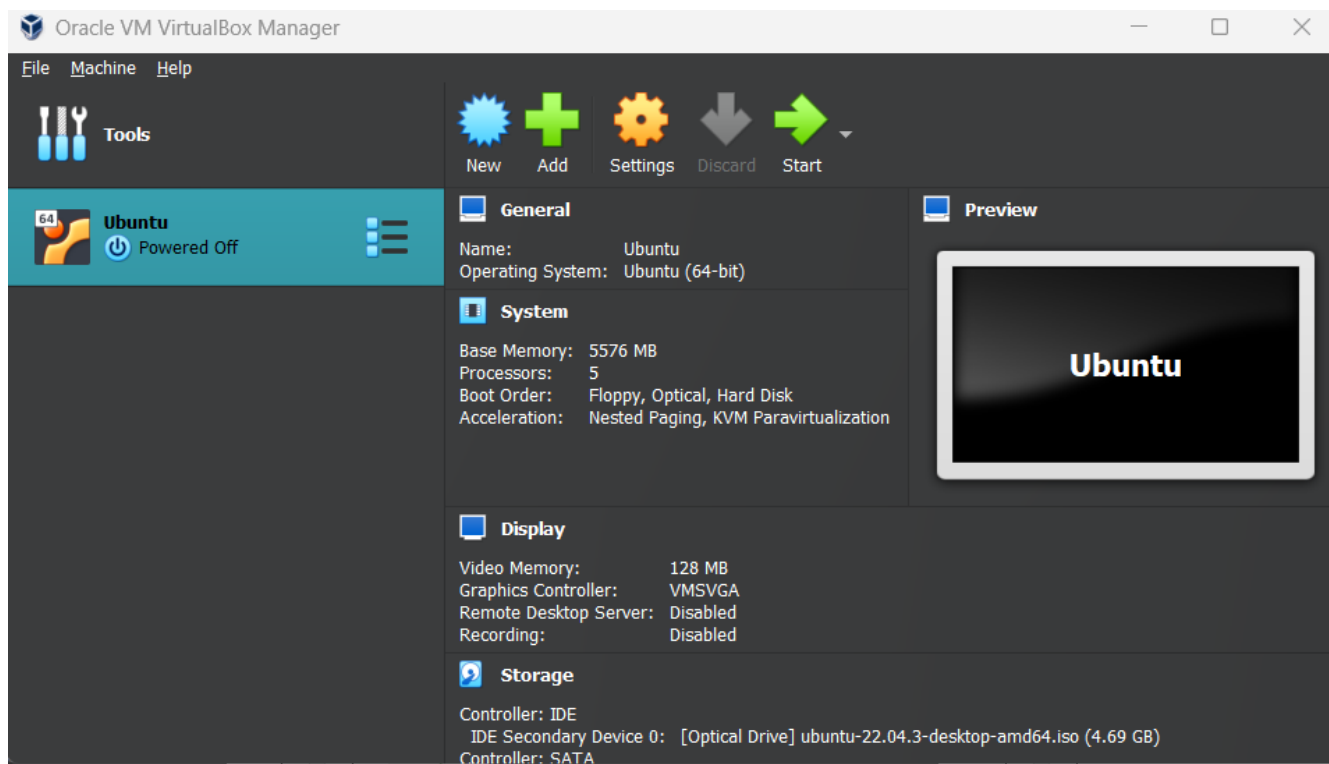 Oracle VM VirtualBox Manager
File Machine Help
Tools
New Add Settings Discard Start
64
Ubuntu
Powered Off
General
Name: Ubuntu
Operating System: Ubuntu (64-bit)
System
Base Memory: 5576 MB
Processors: 5
Boot Order: Floppy, Optical, Hard Disk
Acceleration: Nested Paging, KVM Paravirtualization
Preview
Ubuntu
Display
Video Memory: 128 MB
Graphics Controller: VMSVGA
Remote Desktop Server: Disabled
Recording: Disabled
Storage
Controller: IDE
IDE Secondary Device 0: [Optical Drive] ubuntu-22.04.3-desktop-amd64.iso (4.69 GB)
Controller: SATA